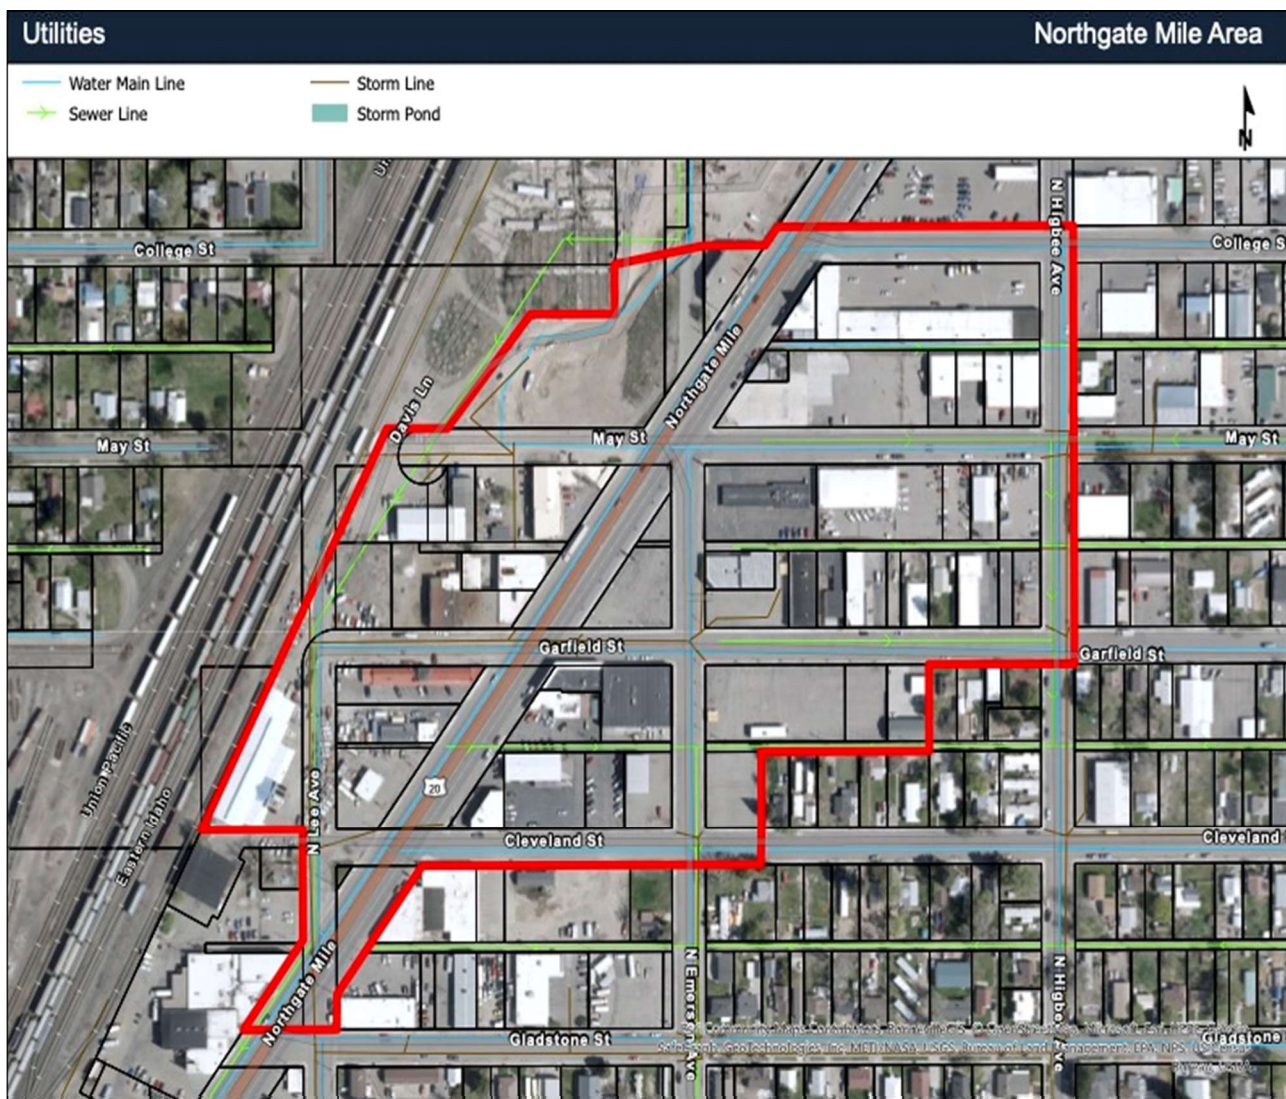 Utilities
Northgate Mile Area
Water Main Line
Storm Line
Sewer Line
Storm Pond
N
N Higbee Ave
College St
College S
Northgate Mile
Davis Ln
May St
May St
May St
Garfield St
Garfield St
Union Pacific
20
N Lee Ave
Eastern Idaho
Cleveland St
Cleveland
Northgate Mile
N Emerson Ave
N Higbee Ave
Gladstone St
Gladstone